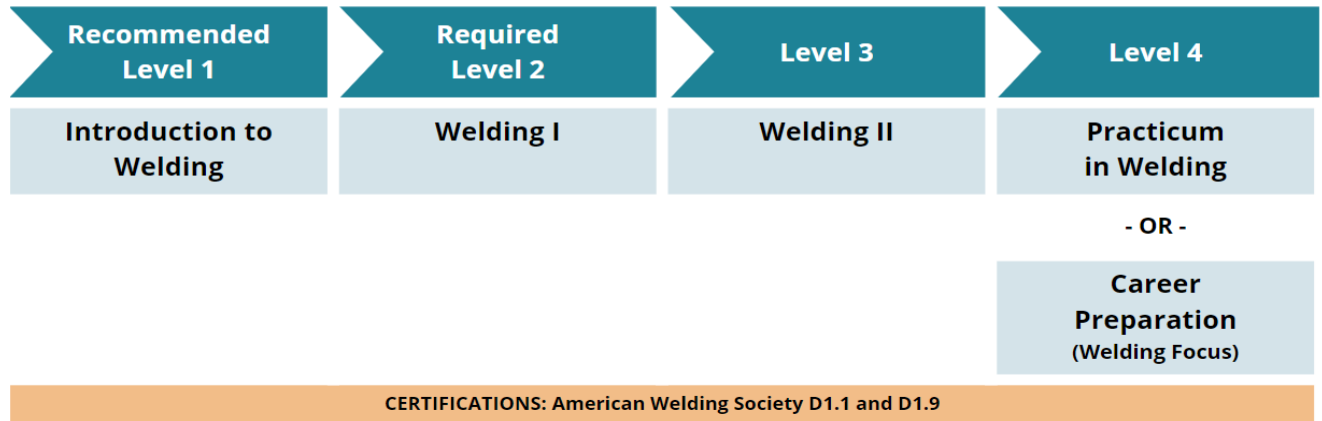 Recommended
Level 1
Required
Level 2
Level 3
Level 4
Introduction to
Welding
Welding I
Welding II
Practicum
in Welding
- OR -
Career
Preparation
(Welding Focus)
CERTIFICATIONS: American Welding Society D1.1 and D1.9